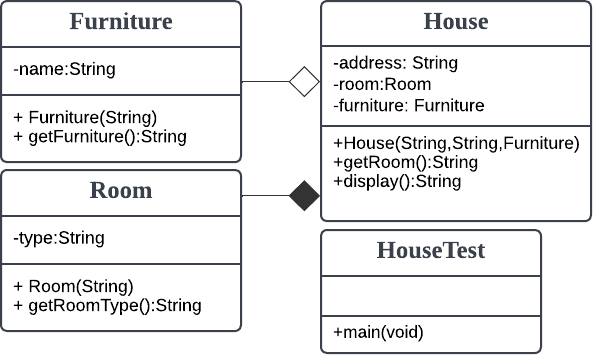 Furniture
-name:String
+ Furniture(String)
+ getFurniture():String
House
-address: String
-room:Room
-furniture: Furniture
+House(String,String,Furniture)
+getRoom():String
+display():String
Room
-type:String
+ Room(String)
+ getRoomType():String
HouseTest
+main(void)